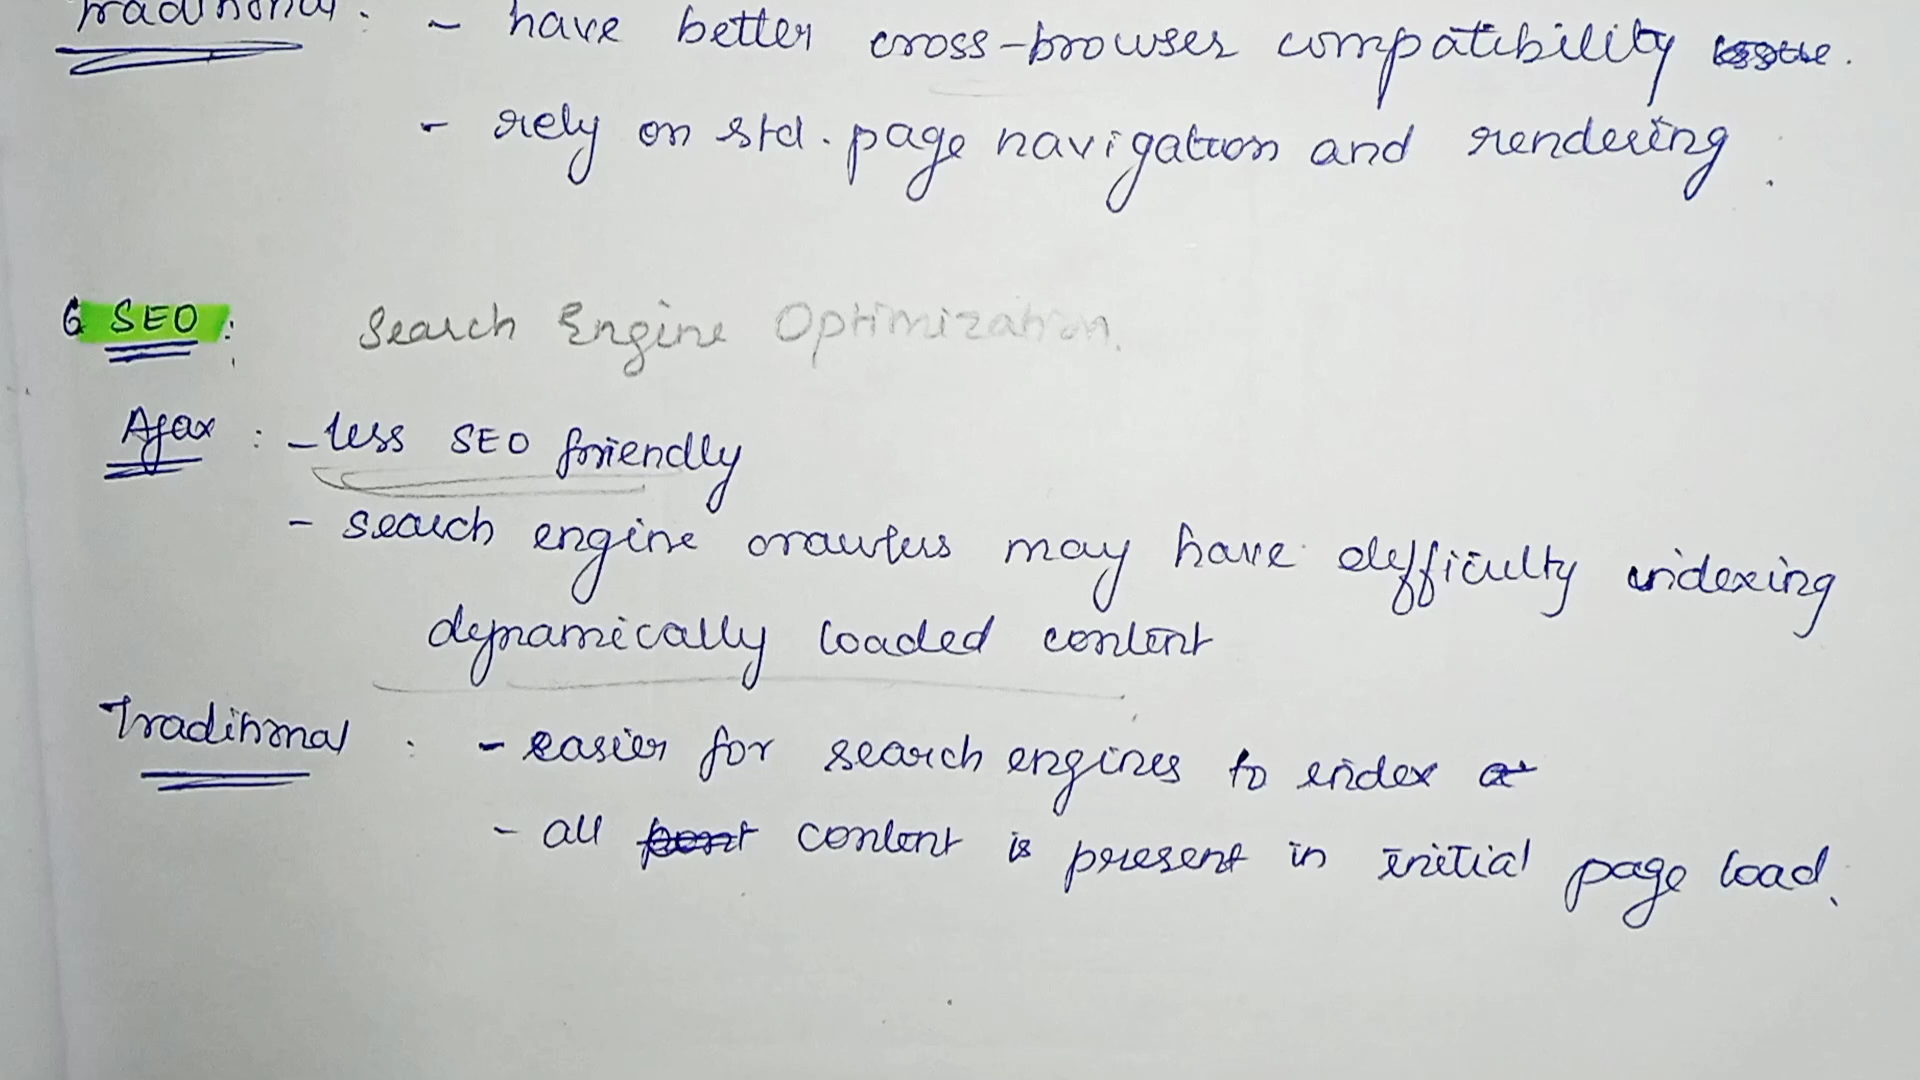 Traditional : - have better cross-browser compatibility
- rely on std. page navigation and rendering.
6 SEO : Search Engine Optimization.
Ajax : - less SEO friendly
- search engine crawlers may have difficulty indexing
dynamically loaded content
Traditional : - easier for search engines to index
- all content is present in initial page load.